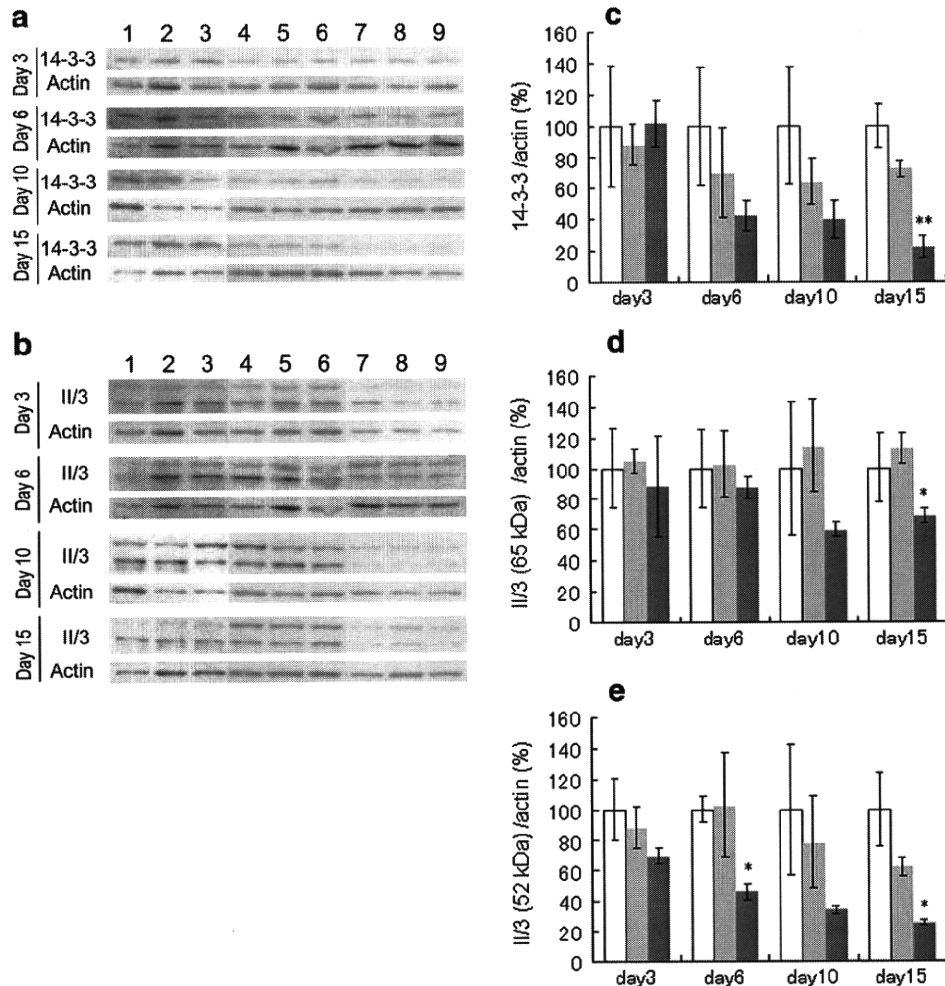 a
1 2 3 4 5 6 7 8 9
Day 3
14-3-3
Actin
Day 6
14-3-3
Actin
Day 10
14-3-3
Actin
Day 15
14-3-3
Actin
b
1 2 3 4 5 6 7 8 9
Day 3
II/3
Actin
Day 6
II/3
Actin
Day 10
II/3
Actin
Day 15
II/3
Actin
c
14-3-3 /actin (%)
160
140
120
100
80
60
40
20
0
**
day3 day6 day10 day15
d
II/3 (65 kDa) /actin (%)
160
140
120
100
80
60
40
20
0
*
day3 day6 day10 day15
e
II/3 (52 kDa) /actin (%)
160
140
120
100
80
60
40
20
0
* *
day3 day6 day10 day15